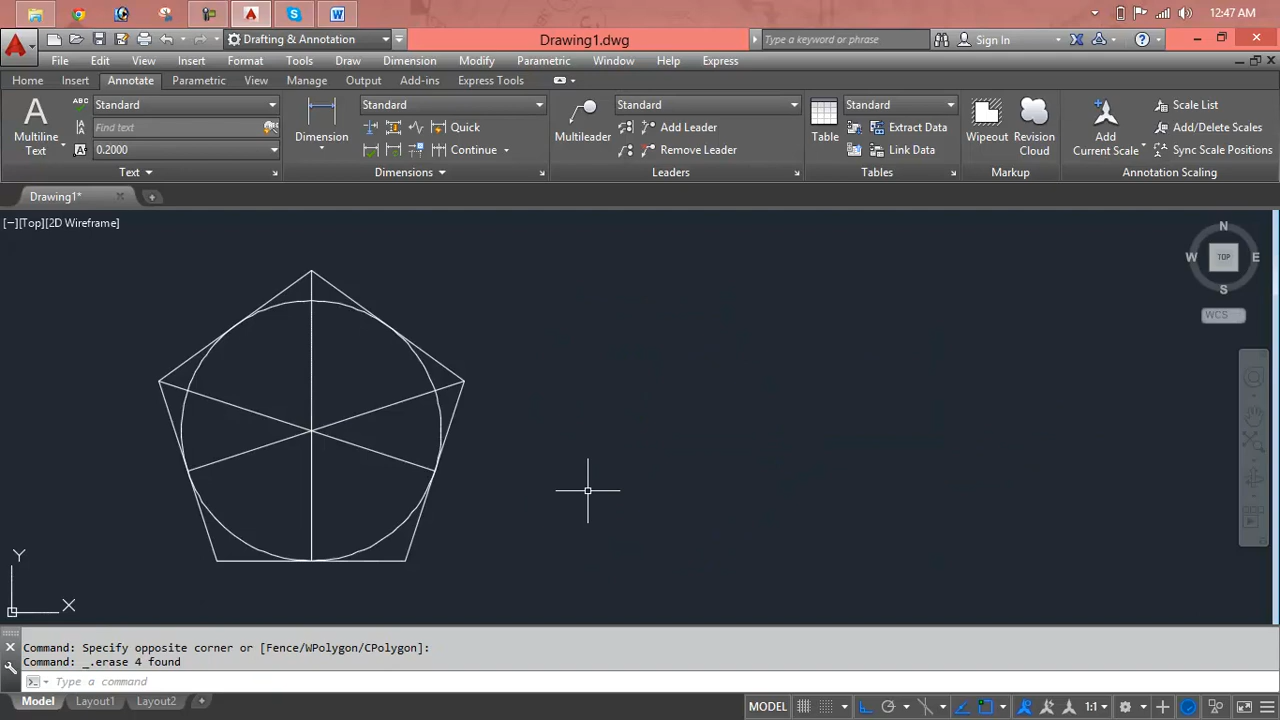 12:47 AM
Drafting & Annotation
Drawing1.dwg
Type a keyword or phrase
Sign In
File Edit View Insert Format Tools Draw Dimension Modify Parametric Window Help Express
Home Insert Annotate Parametric View Manage Output Add-ins Express Tools
Multiline Text
ABC
Standard
Find text
0.2000
Text
Dimension
Standard
Quick
Continue
Dimensions
Multileader
Standard
Add Leader
Remove Leader
Leaders
Table
Standard
Extract Data
Link Data
Tables
Wipeout
Revision Cloud
Markup
Add Current Scale
Scale List
Add/Delete Scales
Sync Scale Positions
Annotation Scaling
Drawing1*
[−][Top][2D Wireframe]
N
W TOP E
S
WCS
Y
X
Command: Specify opposite corner or [Fence/WPolygon/CPolygon]:
Command: _.erase 4 found
Type a command
Model Layout1 Layout2
MODEL
1:1